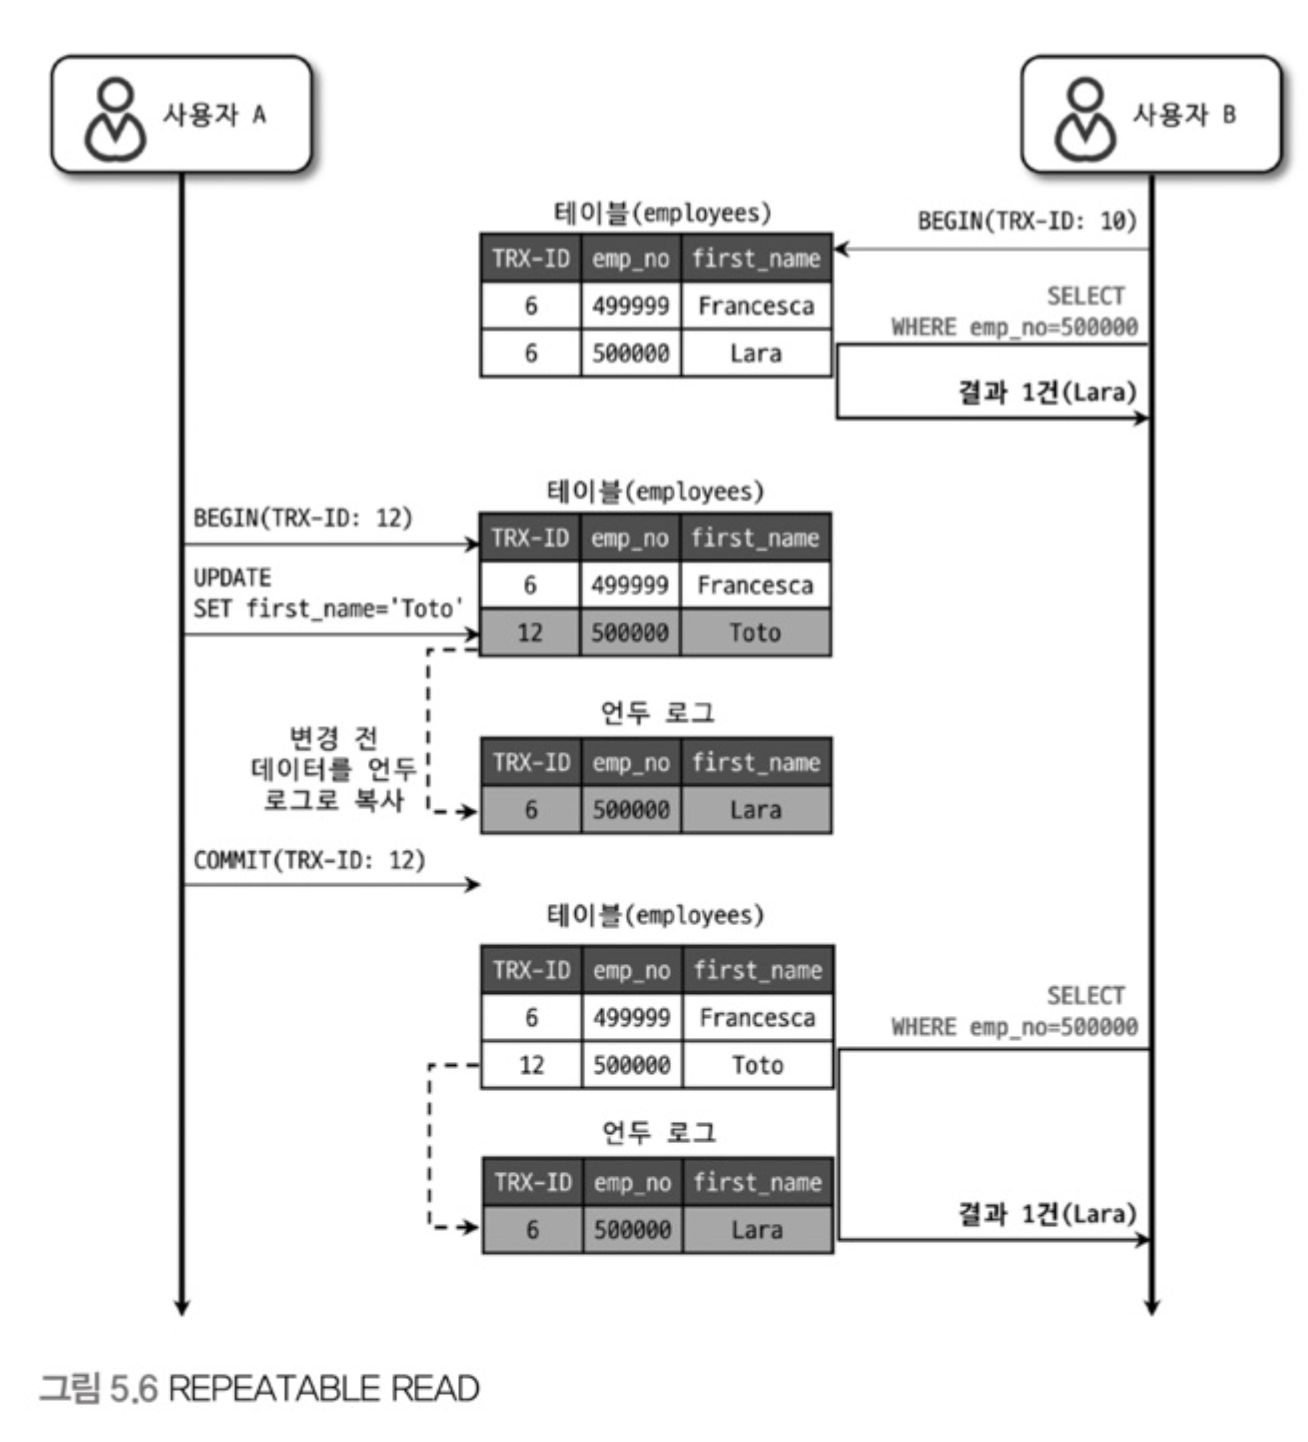 사용자 A
사용자 B
테이블(employees)
BEGIN(TRX-ID: 10)
TRX-ID emp_no first_name
6 499999 Francesca
6 500000 Lara
SELECT
WHERE emp_no=500000
결과 1건(Lara)
테이블(employees)
BEGIN(TRX-ID: 12)
TRX-ID emp_no first_name
6 499999 Francesca
12 500000 Toto
UPDATE
SET first_name='Toto'
언두 로그
변경 전
데이터를 언두
로그로 복사
TRX-ID emp_no first_name
6 500000 Lara
COMMIT(TRX-ID: 12)
테이블(employees)
TRX-ID emp_no first_name
6 499999 Francesca
12 500000 Toto
SELECT
WHERE emp_no=500000
언두 로그
TRX-ID emp_no first_name
6 500000 Lara
결과 1건(Lara)
그림 5.6 REPEATABLE READ